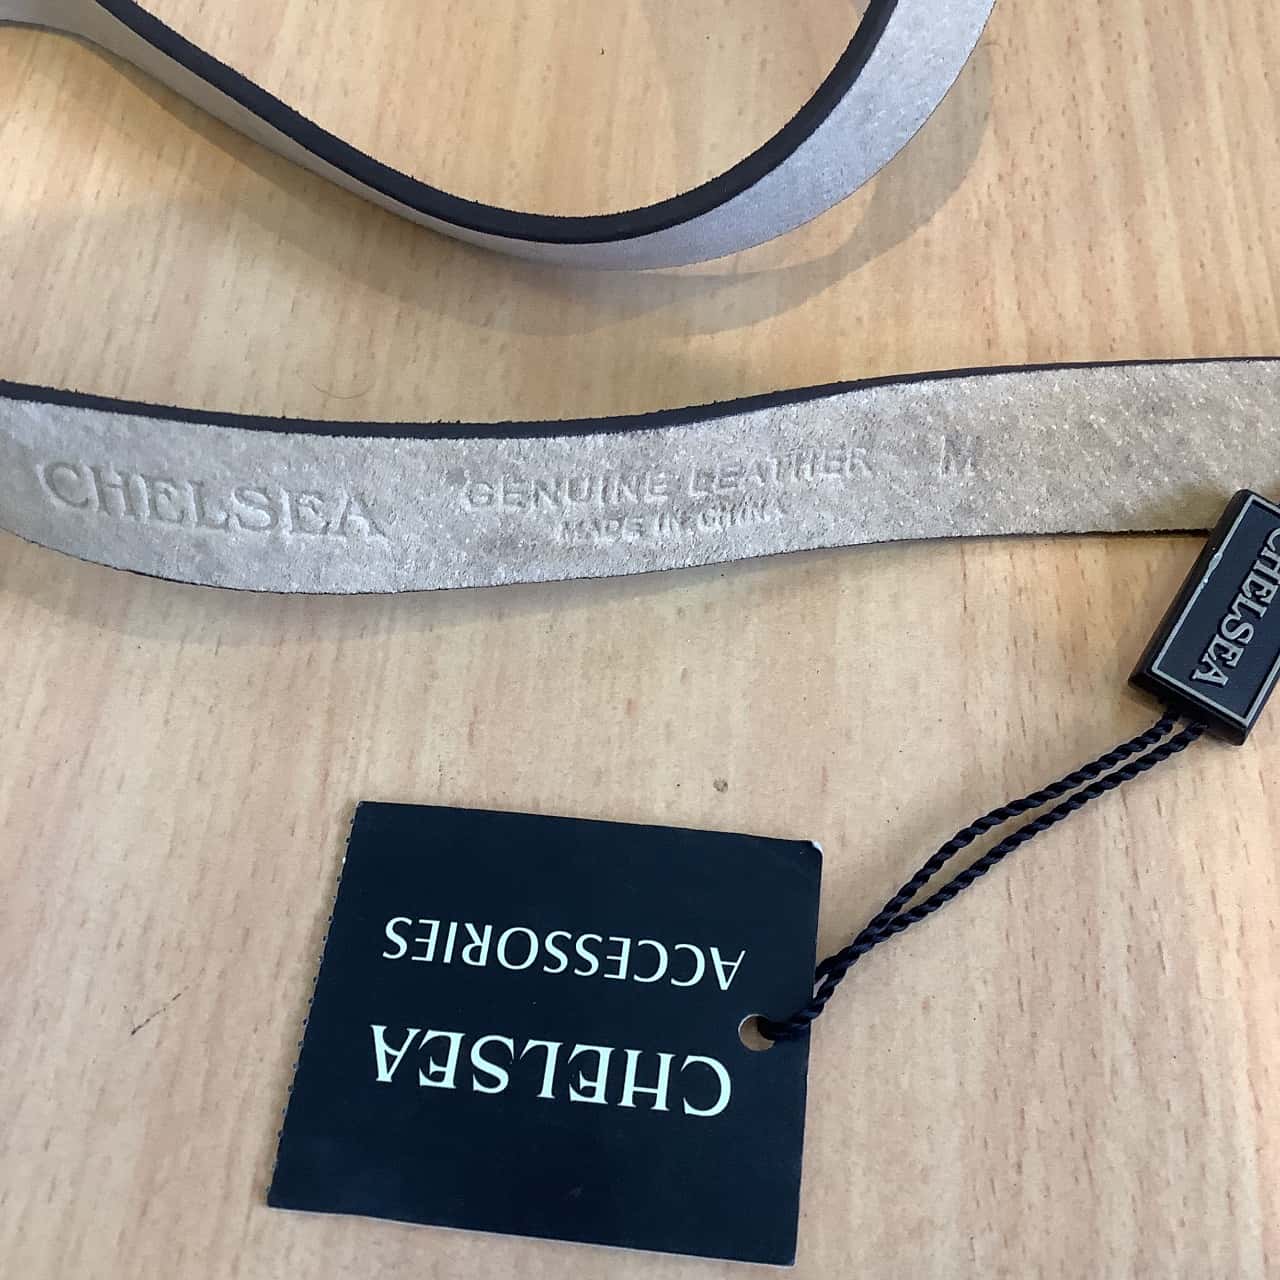 CHELSEA GENUINE LEATHER M
MADE IN CHINA
CHELSEA
CHELSEA
ACCESSORIES